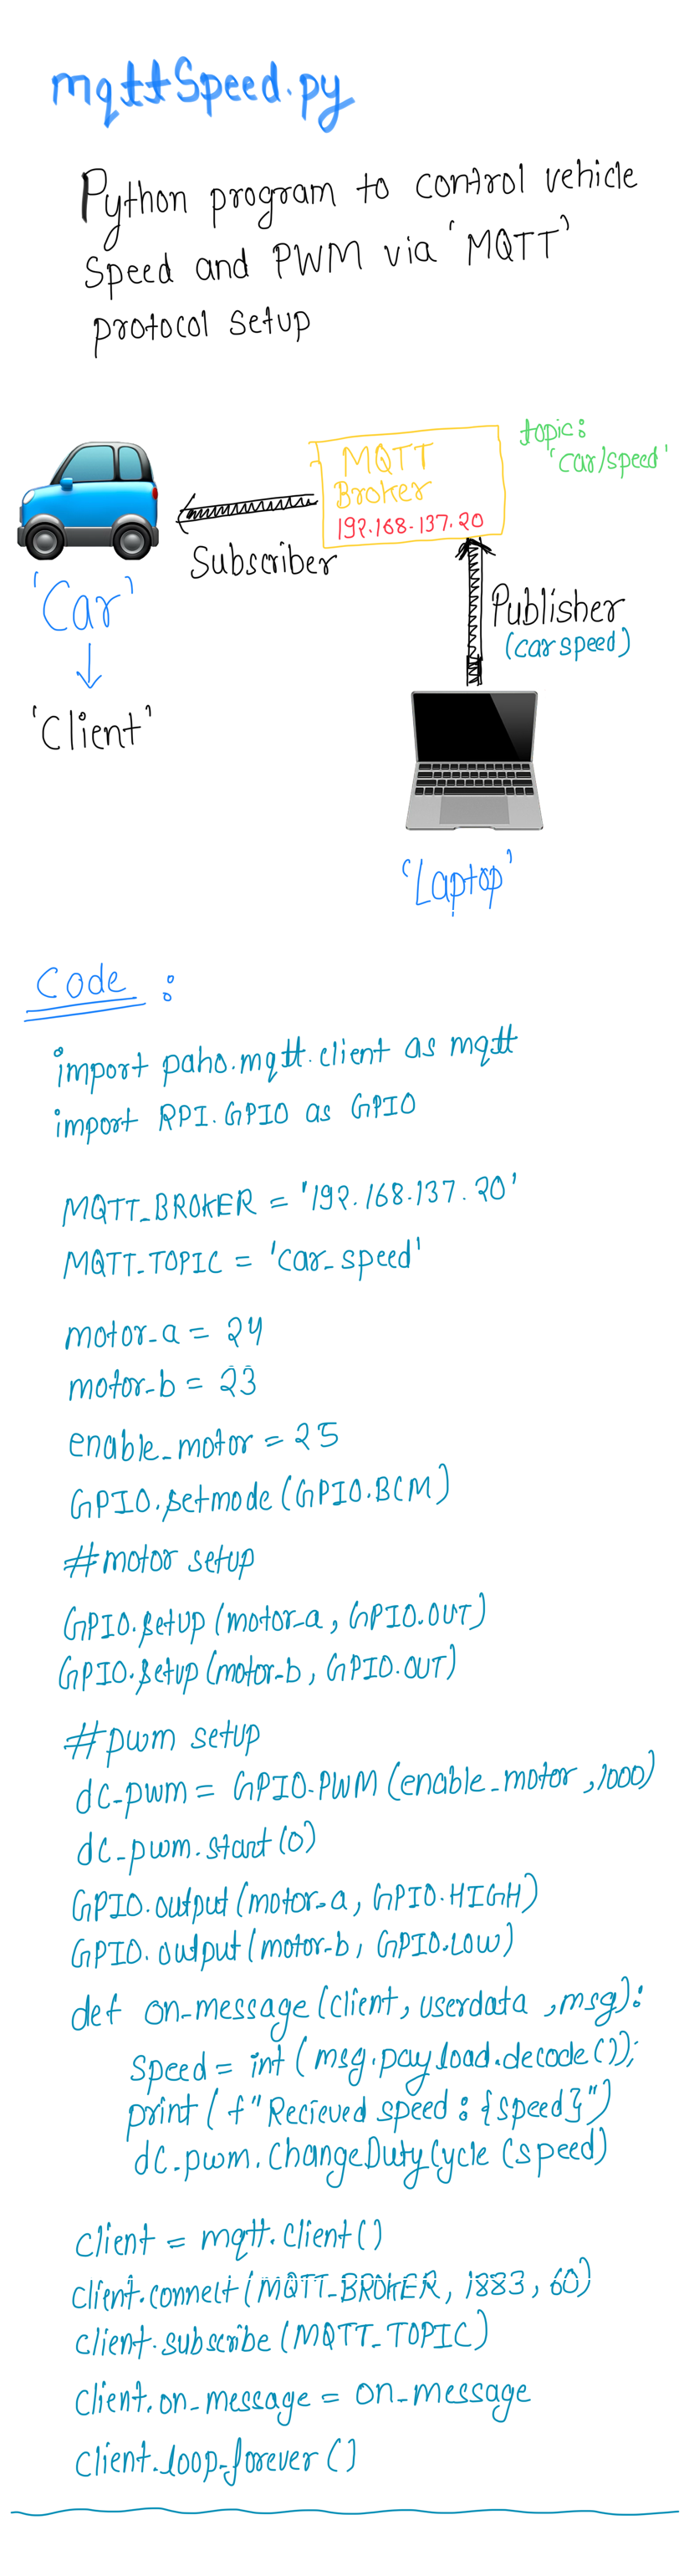 mqttSpeed.py
Python program to control vehicle
Speed and PWM via 'MQTT'
protocol setup
topic:
'car/speed'
MQTT
Broker
192.168.137.20
Subscriber
'Car'
Publisher
(car speed)
'Client'
'Laptop'
Code :
import paho.mqtt.client as mqtt
import RPI.GPIO as GPIO
MQTT_BROKER = '192.168.137.20'
MQTT_TOPIC = 'car_speed'
motor_a = 24
motor_b = 23
enable_motor = 25
GPIO.setmode (GPIO.BCM)
#motor setup
GPIO.setup (motor_a, GPIO.OUT)
GPIO.setup (motor_b, GPIO.OUT)
#pwm setup
dc_pwm = GPIO.PWM (enable_motor, 1000)
dc_pwm.start (0)
GPIO.output (motor_a, GPIO.HIGH)
GPIO.output (motor_b, GPIO.LOW)
def on_message (client, userdata, msg):
Speed = int (msg.payload.decode());
print (f"Recieved speed: {speed}")
dc_pwm.ChangeDutyCycle (speed)
client = mqtt.Client()
client.connect (MQTT_BROKER, 1883, 60)
client.subscribe (MQTT_TOPIC)
client.on_message = on_message
client.loop_forever ()